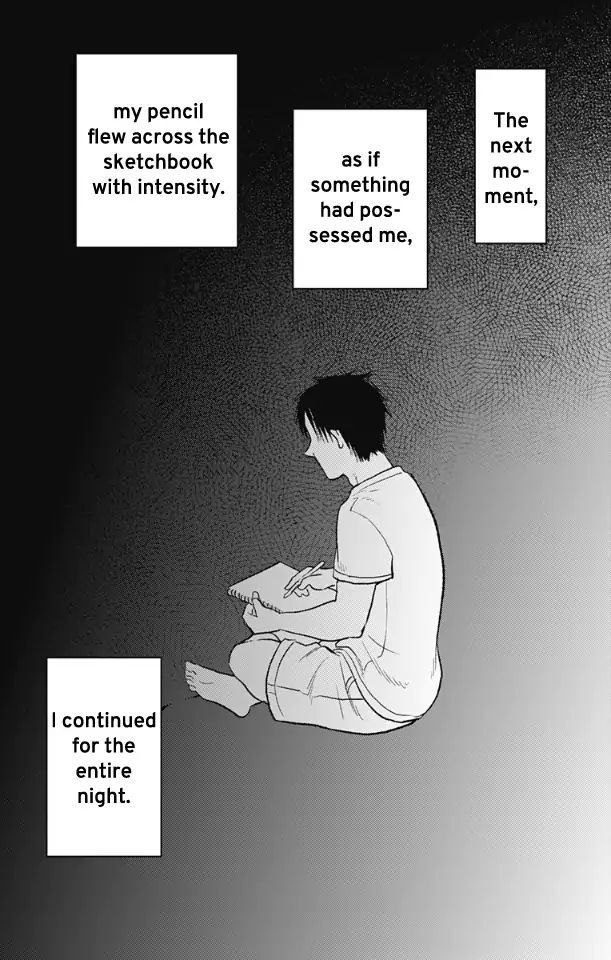 The
next
mo-
ment,
as if
something
had pos-
sessed me,
my pencil
flew across the
sketchbook
with intensity.
I continued
for the
entire
night.